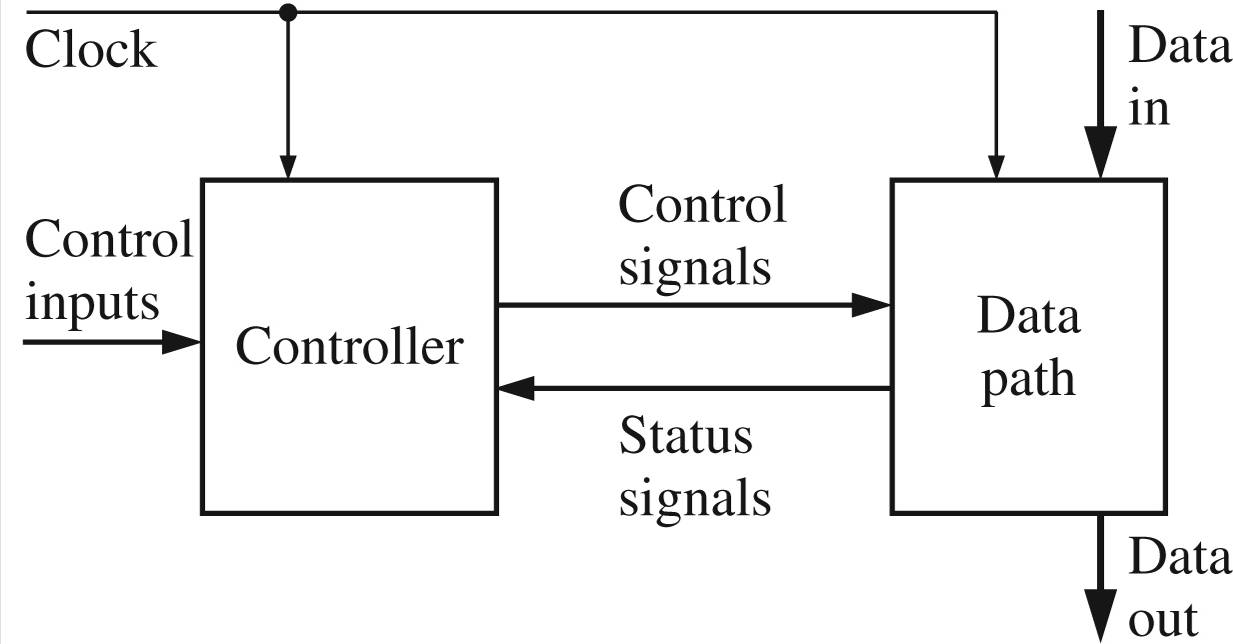 Clock
Data
in
Control
inputs
Controller
Control
signals
Status
signals
Data
path
Data
out